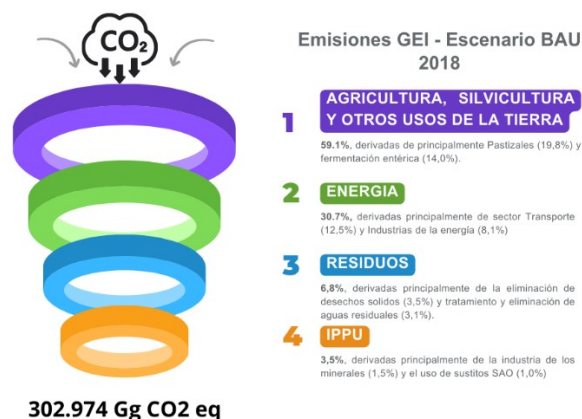 CO₂
Emisiones GEI - Escenario BAU
2018
1
AGRICULTURA, SILVICULTURA
Y OTROS USOS DE LA TIERRA
59.1%, derivadas de principalmente Pastizales (19,8%) y
fermentación entérica (14,0%).
2
ENERGIA
30.7%, derivadas principalmente de sector Transporte
(12,5%) y Industrias de la energía (8,1%)
3
RESIDUOS
6,8%, derivadas principalmente de la eliminación de
desechos solidos (3,5%) y tratamiento y eliminación de
aguas residuales (3,1%).
4
IPPU
3,5%, derivadas principalmente de la industria de los
minerales (1,5%) y el uso de sustitos SAO (1,0%)
302.974 Gg CO2 eq